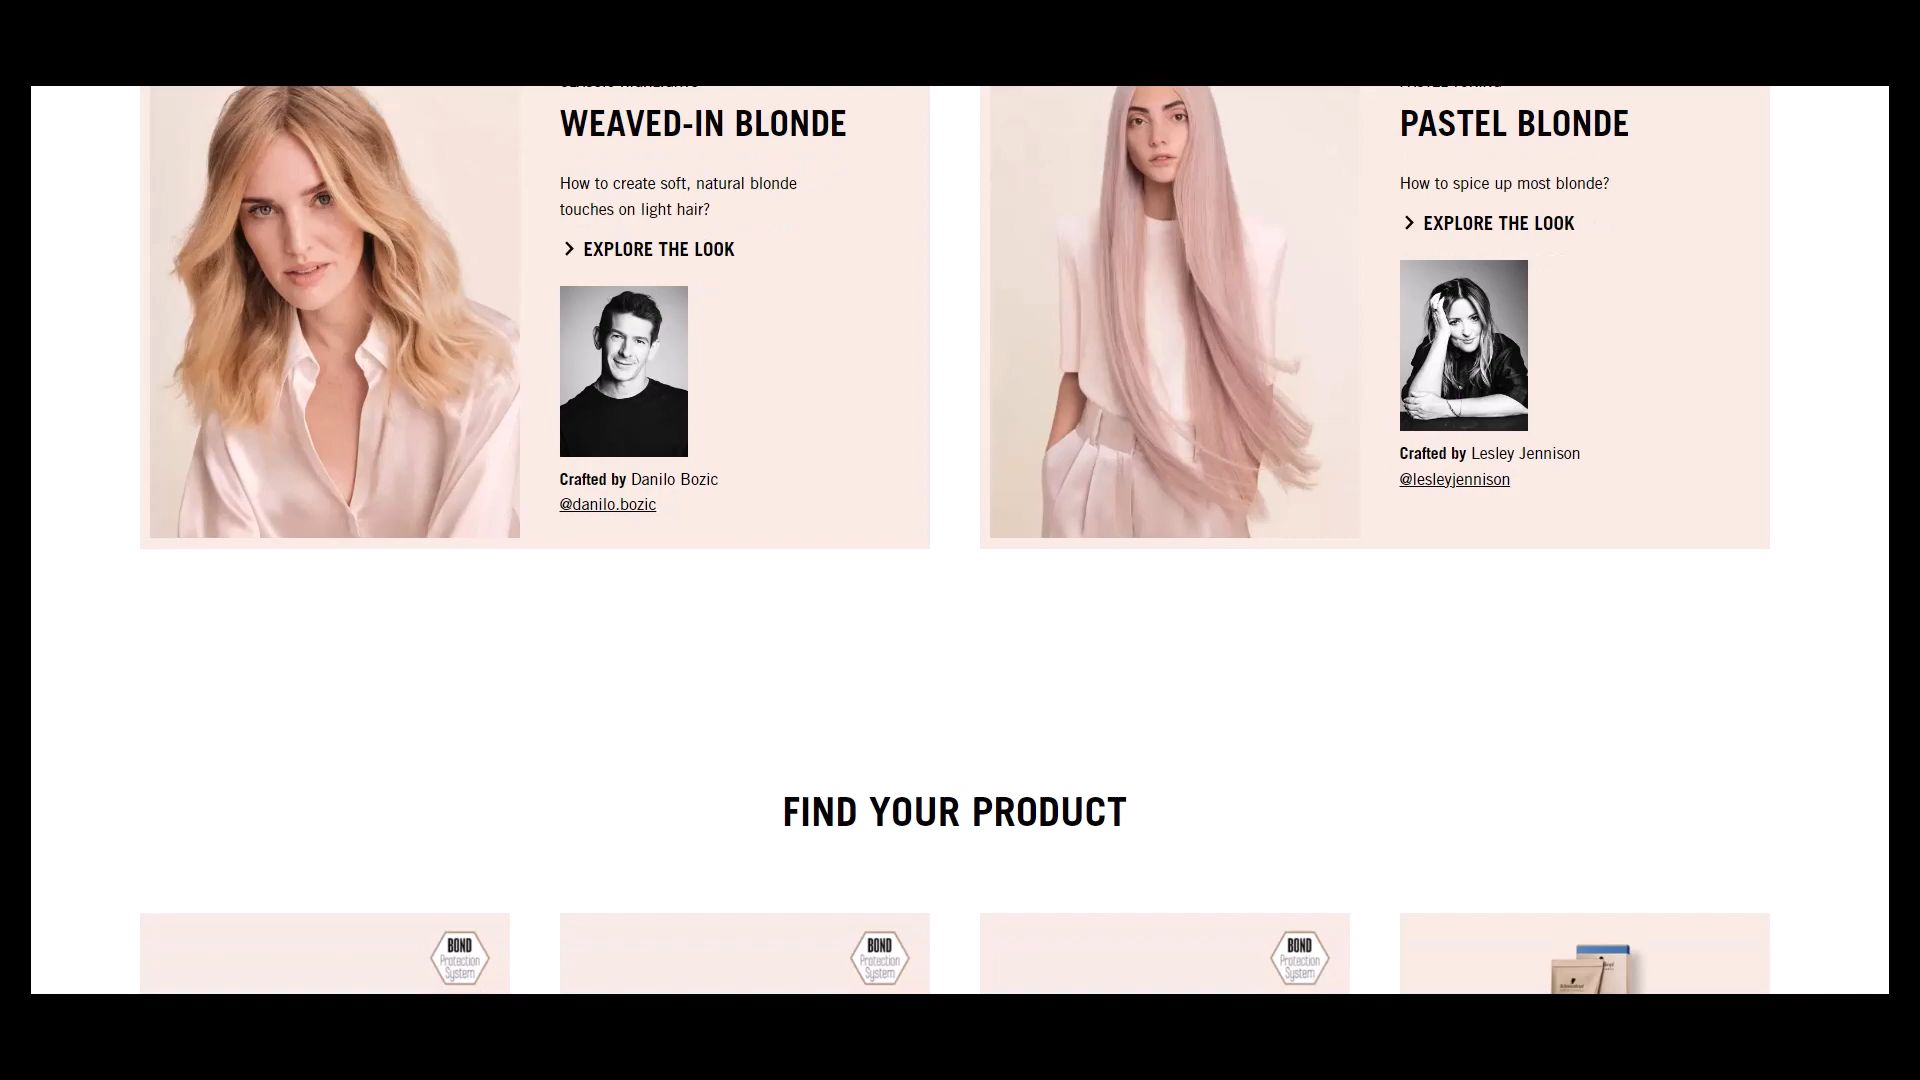 WEAVED-IN BLONDE
How to create soft, natural blonde
touches on light hair?
EXPLORE THE LOOK
Crafted by Danilo Bozic
@danilo.bozic
PASTEL BLONDE
How to spice up most blonde?
EXPLORE THE LOOK
Crafted by Lesley Jennison
@lesleyjennison
FIND YOUR PRODUCT
BOND
Protection
System
BOND
Protection
System
BOND
Protection
System